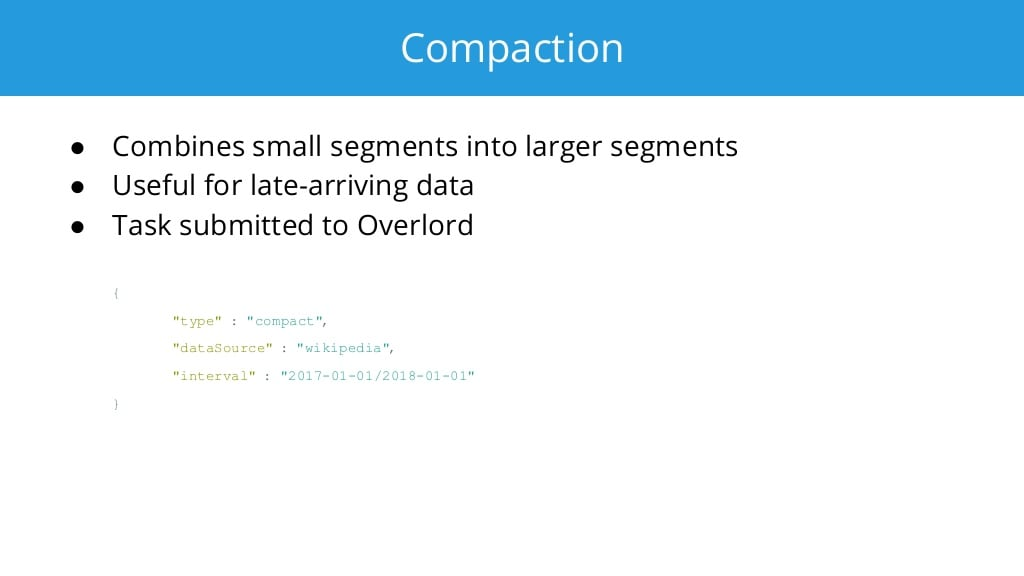 Compaction
● Combines small segments into larger segments
● Useful for late-arriving data
● Task submitted to Overlord
{
"type" : "compact",
"dataSource" : "wikipedia",
"interval" : "2017-01-01/2018-01-01"
}